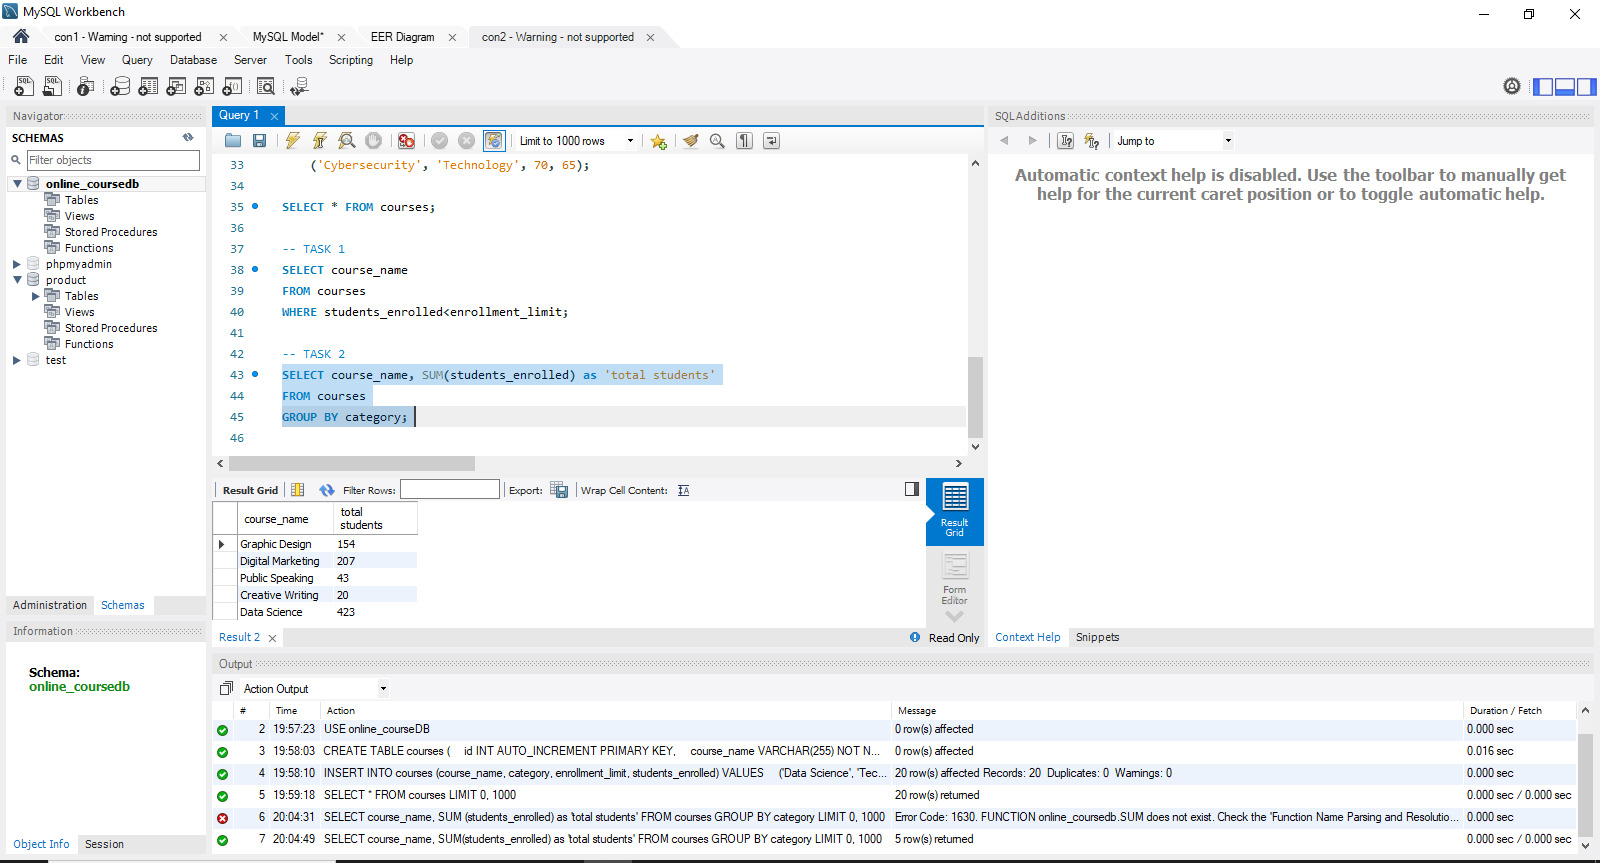 MySQL Workbench
con1 - Warning - not supported
MySQL Model*
EER Diagram
con2 - Warning - not supported
File Edit View Query Database Server Tools Scripting Help
Navigator
SCHEMAS
Filter objects
online_coursedb
Tables
Views
Stored Procedures
Functions
phpmyadmin
product
Tables
Views
Stored Procedures
Functions
test
Administration Schemas
Information
Schema:
online_coursedb
Object Info Session
Query 1
Limit to 1000 rows
33 ('Cybersecurity', 'Technology', 70, 65);
34
35 SELECT * FROM courses;
36
37 -- TASK 1
38 SELECT course_name
39 FROM courses
40 WHERE students_enrolled<enrollment_limit;
41
42 -- TASK 2
43 SELECT course_name, SUM(students_enrolled) as 'total students'
44 FROM courses
45 GROUP BY category;
46
Result Grid Filter Rows: Export: Wrap Cell Content:
course_name total students
Graphic Design 154
Digital Marketing 207
Public Speaking 43
Creative Writing 20
Data Science 423
Result Grid
Form Editor
Result 2
Read Only
SQLAdditions
Jump to
Automatic context help is disabled. Use the toolbar to manually get
help for the current caret position or to toggle automatic help.
Context Help Snippets
Output
Action Output
# Time Action Message Duration / Fetch
2 19:57:23 USE online_courseDB 0 row(s) affected 0.000 sec
3 19:58:03 CREATE TABLE courses ( id INT AUTO_INCREMENT PRIMARY KEY, course_name VARCHAR(255) NOT N... 0 row(s) affected 0.016 sec
4 19:58:10 INSERT INTO courses (course_name, category, enrollment_limit, students_enrolled) VALUES ('Data Science', 'Tec... 20 row(s) affected Records: 20 Duplicates: 0 Warnings: 0 0.000 sec
5 19:59:18 SELECT * FROM courses LIMIT 0, 1000 20 row(s) returned 0.000 sec / 0.000 sec
6 20:04:31 SELECT course_name, SUM (students_enrolled) as 'total students' FROM courses GROUP BY category LIMIT 0, 1000 Error Code: 1630. FUNCTION online_coursedb.SUM does not exist. Check the 'Function Name Parsing and Resolutio... 0.000 sec
7 20:04:49 SELECT course_name, SUM(students_enrolled) as 'total students' FROM courses GROUP BY category LIMIT 0, 1000 5 row(s) returned 0.000 sec / 0.000 sec